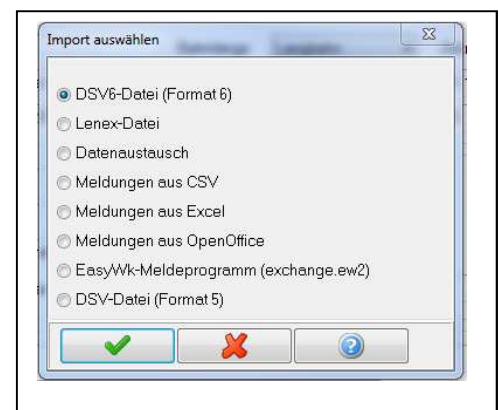 Import auswählen
DSV6-Datei (Format 6)
Lenex-Datei
Datenaustausch
Meldungen aus CSV
Meldungen aus Excel
Meldungen aus OpenOffice
EasyWk-Meldeprogramm (exchange.ew2)
DSV-Datei (Format 5)